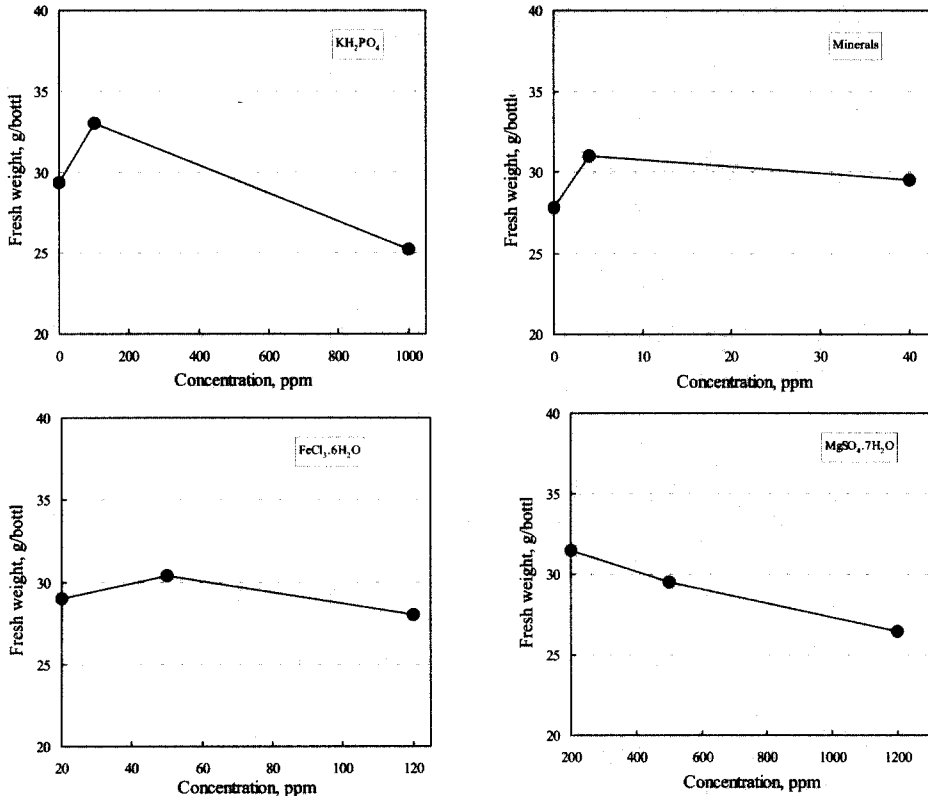 40
35
30
25
20
Fresh weight, g/bottl
KH₂PO₄
0 200 400 600 800 1000
Concentration, ppm
40
35
30
25
20
Fresh weight, g/bottl
Minerals
0 10 20 30 40
Concentration, ppm
40
35
30
25
20
Fresh weight, g/bottl
FeCl₃.6H₂O
20 40 60 80 100 120
Concentration, ppm
40
35
30
25
20
Fresh weight, g/bottl
MgSO₄.7H₂O
200 400 600 800 1000 1200
Concentration, ppm